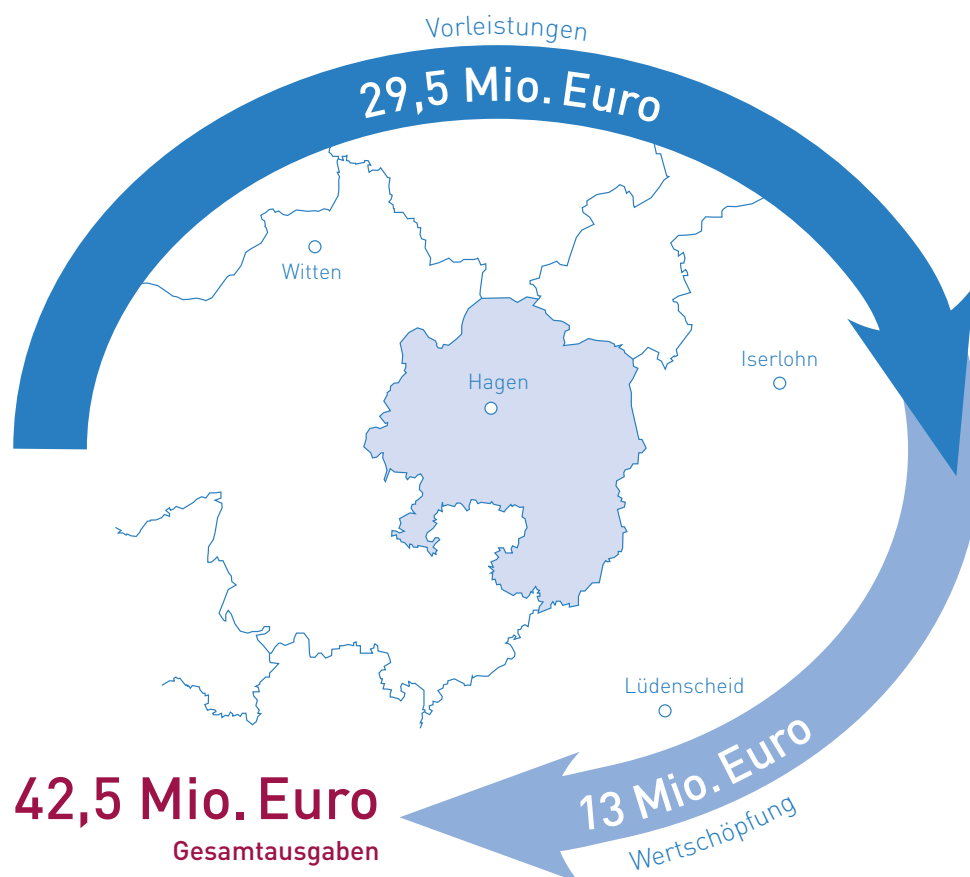 Vorleistungen
29,5 Mio. Euro
Witten
Iserlohn
Hagen
Lüdenscheid
13 Mio. Euro
Wertschöpfung
42,5 Mio. Euro
Gesamtausgaben